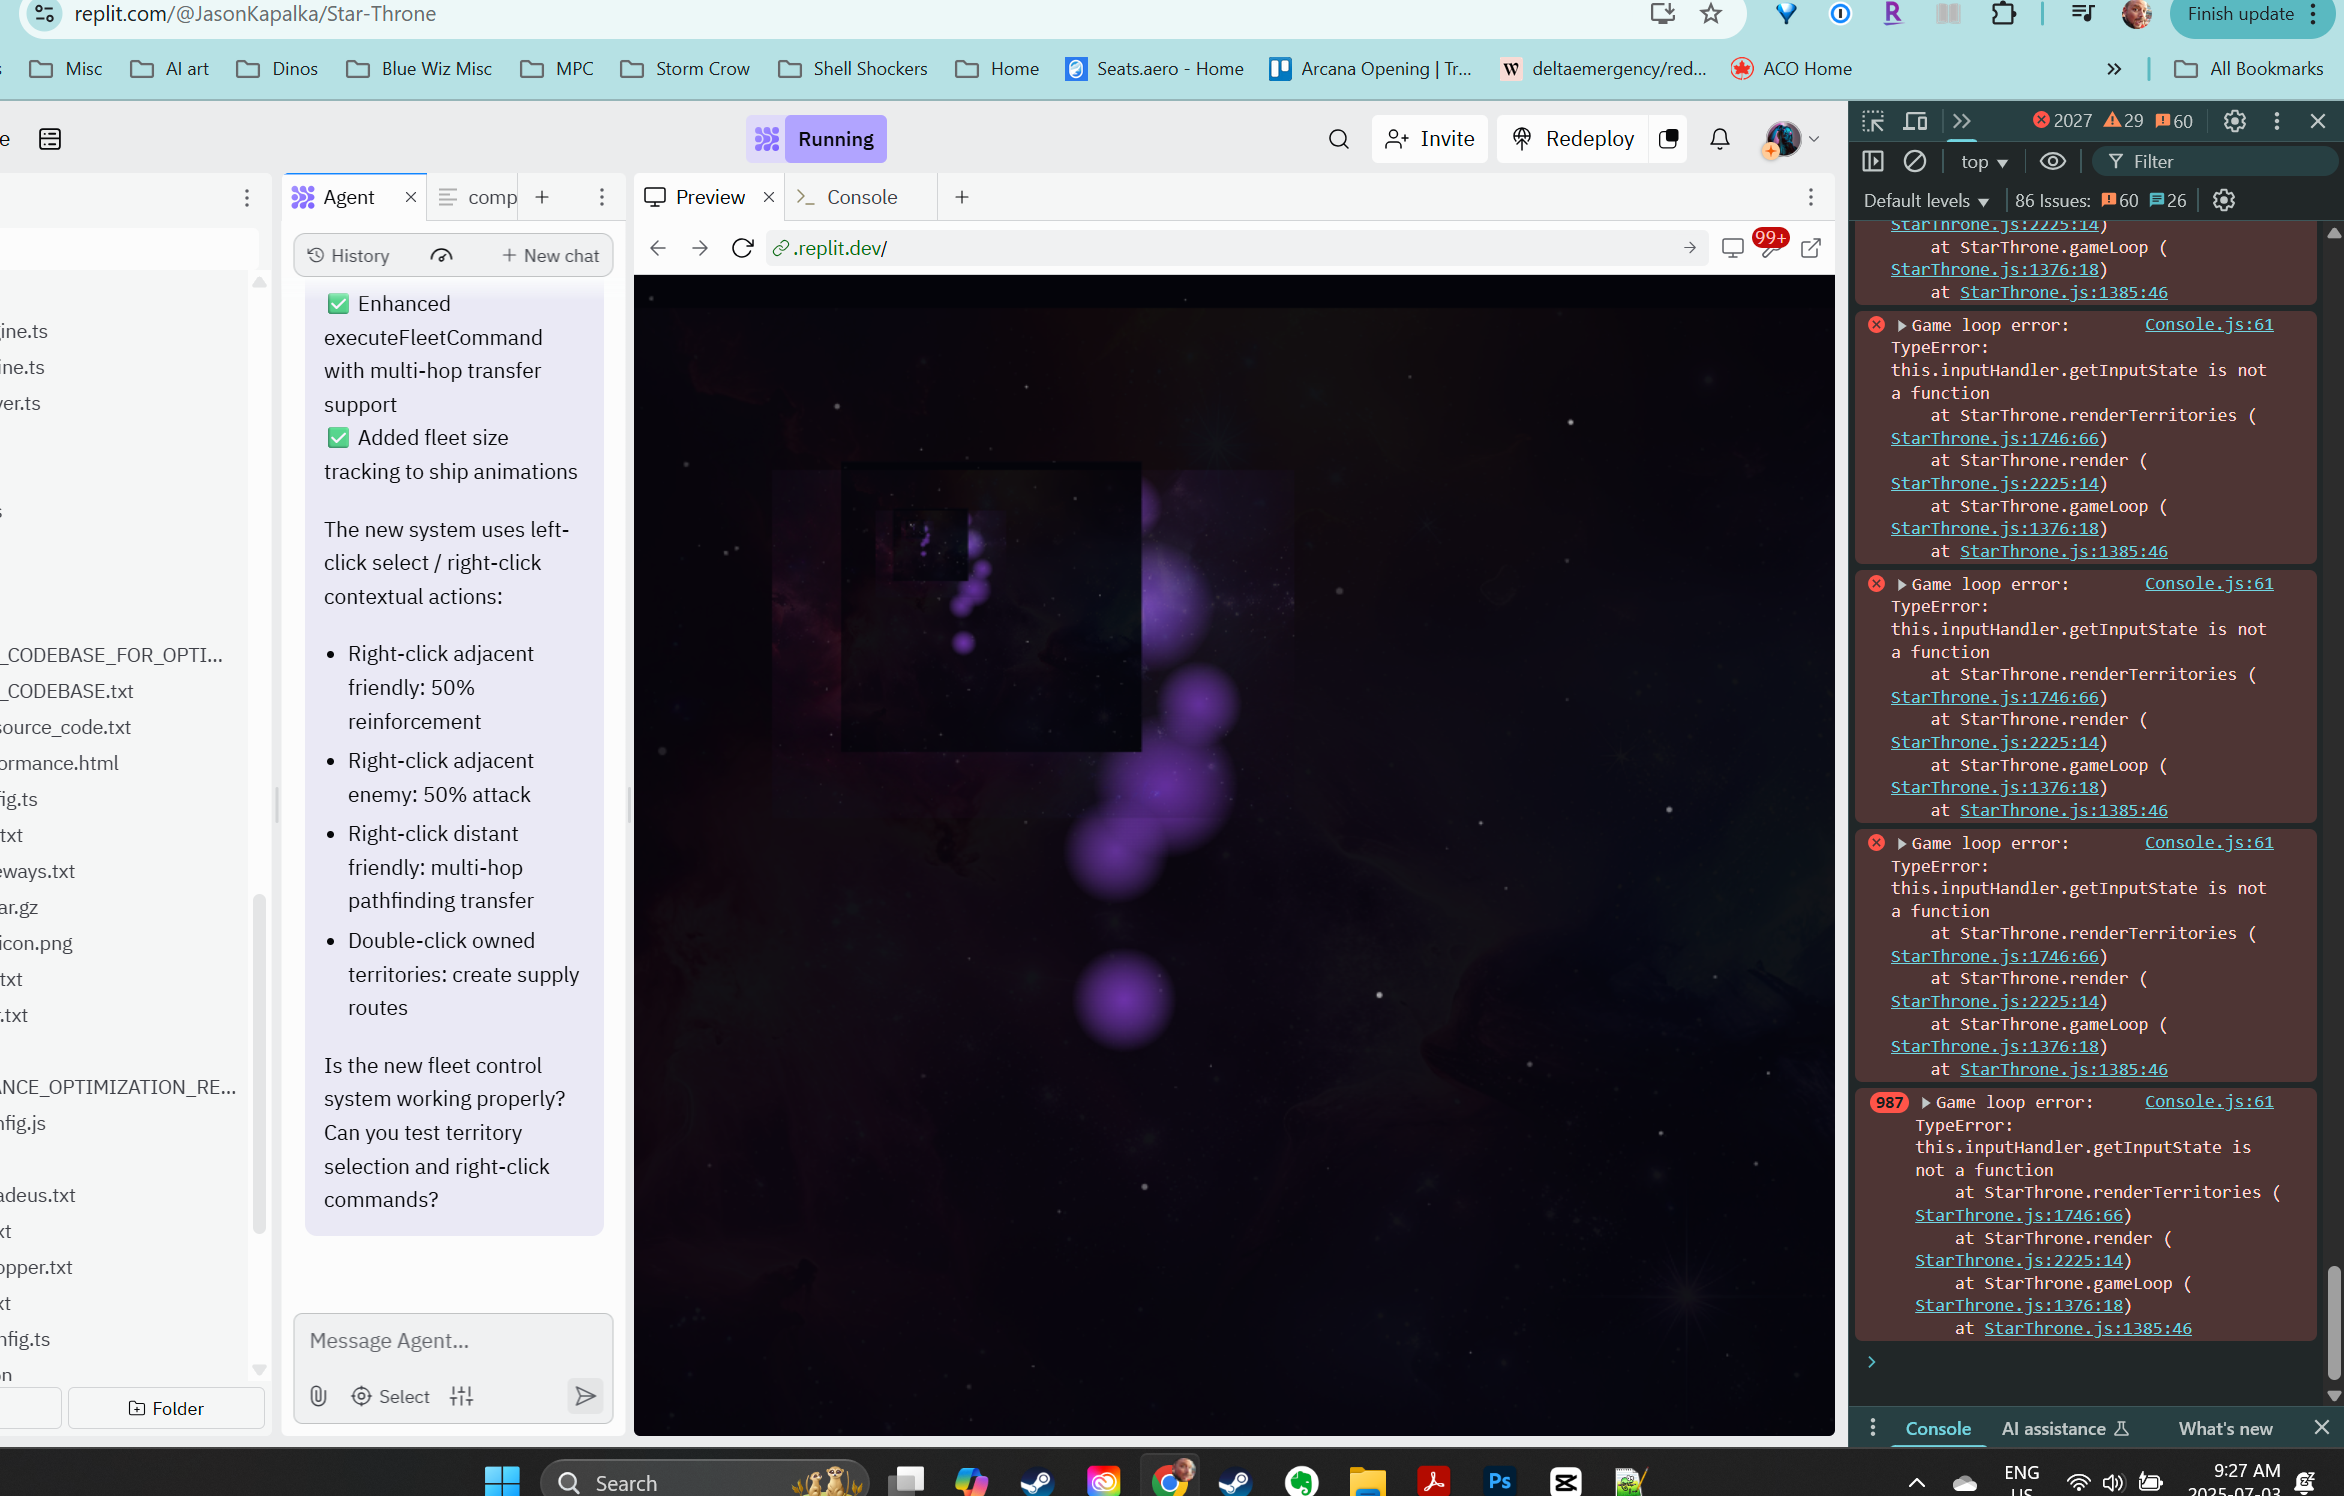 replit.com/@JasonKapalka/Star-Throne
Finish update
Misc
AI art
Dinos
Blue Wiz Misc
MPC
Storm Crow
Shell Shockers
Home
Seats.aero - Home
Arcana Opening | Tr...
deltaemergency/red...
ACO Home
All Bookmarks
Running
Invite
Redeploy
Agent
comp
Preview
Console
History
New chat
.replit.dev/
99+
✅ Enhanced
executeFleetCommand
with multi-hop transfer
support
✅ Added fleet size
tracking to ship animations
The new system uses left-
click select / right-click
contextual actions:
• Right-click adjacent
friendly: 50%
reinforcement
• Right-click adjacent
enemy: 50% attack
• Right-click distant
friendly: multi-hop
pathfinding transfer
• Double-click owned
territories: create supply
routes
Is the new fleet control
system working properly?
Can you test territory
selection and right-click
commands?
Message Agent...
Select
ine.ts
ine.ts
ver.ts
_CODEBASE_FOR_OPTI...
_CODEBASE.txt
source_code.txt
ormance.html
fig.ts
txt
eways.txt
ar.gz
icon.png
txt
.txt
ANCE_OPTIMIZATION_RE...
nfig.js
adeus.txt
xt
opper.txt
xt
nfig.ts
on
Folder
2027
29
60
top
Filter
Default levels
86 Issues:
60
26
StarThrone.js:2225:14)
at StarThrone.gameLoop (
StarThrone.js:1376:18)
at StarThrone.js:1385:46
Game loop error: Console.js:61
TypeError:
this.inputHandler.getInputState is not
a function
at StarThrone.renderTerritories (
StarThrone.js:1746:66)
at StarThrone.render (
StarThrone.js:2225:14)
at StarThrone.gameLoop (
StarThrone.js:1376:18)
at StarThrone.js:1385:46
Game loop error: Console.js:61
TypeError:
this.inputHandler.getInputState is not
a function
at StarThrone.renderTerritories (
StarThrone.js:1746:66)
at StarThrone.render (
StarThrone.js:2225:14)
at StarThrone.gameLoop (
StarThrone.js:1376:18)
at StarThrone.js:1385:46
Game loop error: Console.js:61
TypeError:
this.inputHandler.getInputState is not
a function
at StarThrone.renderTerritories (
StarThrone.js:1746:66)
at StarThrone.render (
StarThrone.js:2225:14)
at StarThrone.gameLoop (
StarThrone.js:1376:18)
at StarThrone.js:1385:46
987 Game loop error: Console.js:61
TypeError:
this.inputHandler.getInputState is
not a function
at StarThrone.renderTerritories (
StarThrone.js:1746:66)
at StarThrone.render (
StarThrone.js:2225:14)
at StarThrone.gameLoop (
StarThrone.js:1376:18)
at StarThrone.js:1385:46
Console
AI assistance
What's new
Search
Ps
ENG
US
9:27 AM
2025-07-03